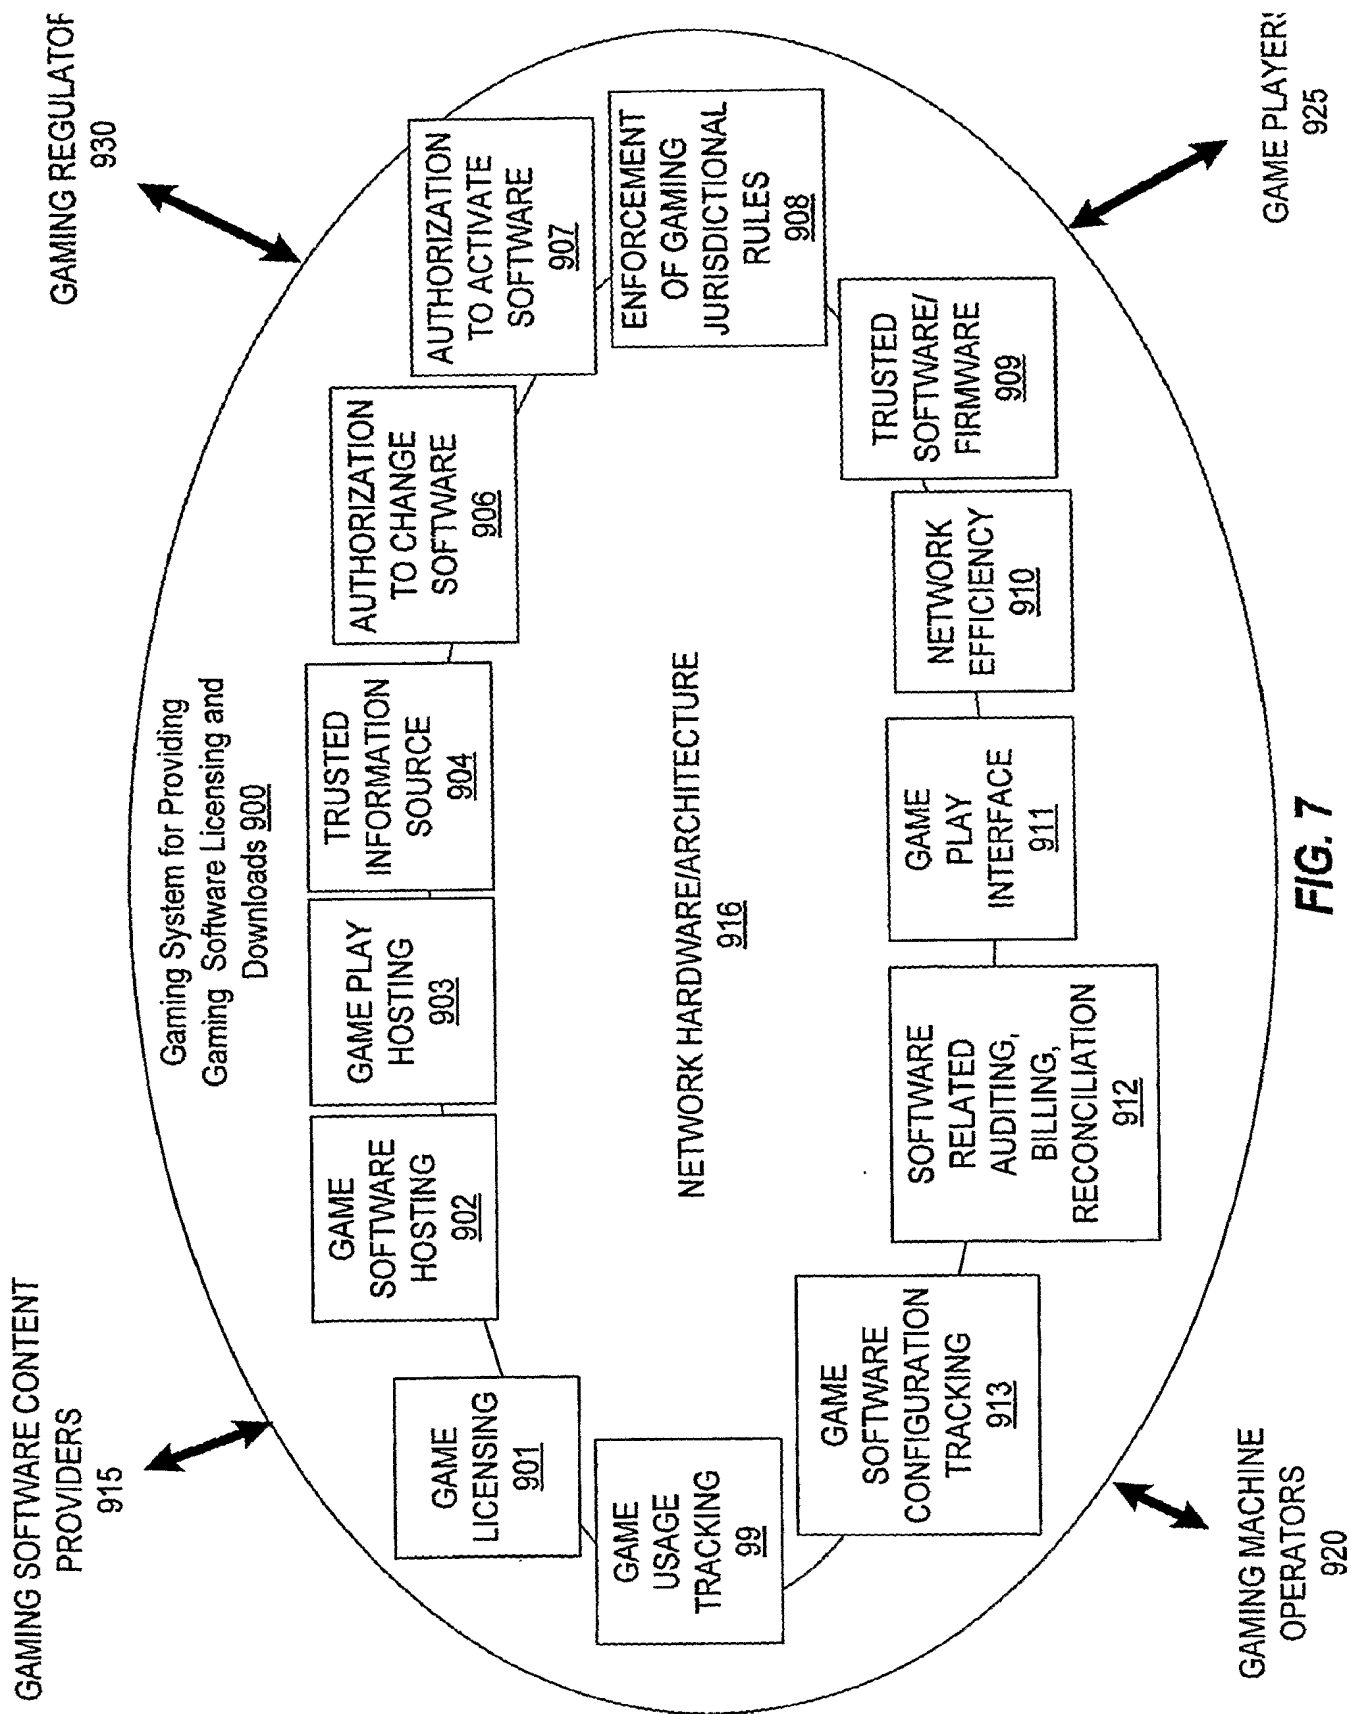 GAMING SOFTWARE CONTENT
PROVIDERS
915
GAMING REGULATOR
930
Gaming System for Providing
Gaming Software Licensing and
Downloads 900
GAME
LICENSING
901
GAME
SOFTWARE
HOSTING
902
GAME PLAY
HOSTING
903
TRUSTED
INFORMATION
SOURCE
904
AUTHORIZATION
TO CHANGE
SOFTWARE
906
AUTHORIZATION
TO ACTIVATE
SOFTWARE
907
ENFORCEMENT
OF GAMING
JURISDICTIONAL
RULES
908
GAME
USAGE
TRACKING
99
NETWORK HARDWARE/ARCHITECTURE
916
GAME
SOFTWARE
CONFIGURATION
TRACKING
913
SOFTWARE
RELATED
AUDITING,
BILLING,
RECONCILIATION
912
GAME
PLAY
INTERFACE
911
NETWORK
EFFICIENCY
910
TRUSTED
SOFTWARE/
FIRMWARE
909
GAMING MACHINE
OPERATORS
920
GAME PLAYERS
925
FIG. 7